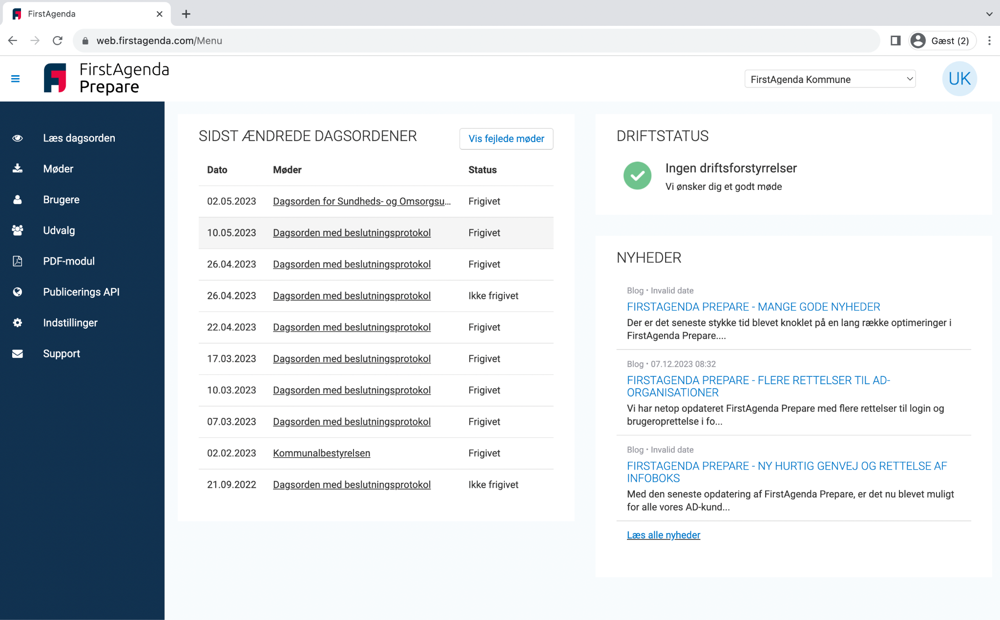 FirstAgenda
web.firstagenda.com/Menu
Gæst (2)
FirstAgenda
Prepare
FirstAgenda Kommune
UK
Læs dagsorden
Møder
Brugere
Udvalg
PDF-modul
Publicerings API
Indstillinger
Support
SIDST ÆNDREDE DAGSORDENER
Vis fejlede møder
Dato Møder Status
02.05.2023 Dagsorden for Sundheds- og Omsorgsu... Frigivet
10.05.2023 Dagsorden med beslutningsprotokol Frigivet
26.04.2023 Dagsorden med beslutningsprotokol Frigivet
26.04.2023 Dagsorden med beslutningsprotokol Ikke frigivet
22.04.2023 Dagsorden med beslutningsprotokol Frigivet
17.03.2023 Dagsorden med beslutningsprotokol Frigivet
10.03.2023 Dagsorden med beslutningsprotokol Frigivet
07.03.2023 Dagsorden med beslutningsprotokol Frigivet
02.02.2023 Kommunalbestyrelsen Frigivet
21.09.2022 Dagsorden med beslutningsprotokol Ikke frigivet
DRIFTSTATUS
Ingen driftsforstyrrelser
Vi ønsker dig et godt møde
NYHEDER
Blog • Invalid date
FIRSTAGENDA PREPARE - MANGE GODE NYHEDER
Der er det seneste stykke tid blevet knoklet på en lang række optimeringer i
FirstAgenda Prepare....
Blog • 07.12.2023 08:32
FIRSTAGENDA PREPARE - FLERE RETTELSER TIL AD-
ORGANISATIONER
Vi har netop opdateret FirstAgenda Prepare med flere rettelser til login og
brugeroprettelse i fo...
Blog • Invalid date
FIRSTAGENDA PREPARE - NY HURTIG GENVEJ OG RETTELSE AF
INFOBOKS
Med den seneste opdatering af FirstAgenda Prepare, er det nu blevet muligt
for alle vores AD-kund...
Læs alle nyheder